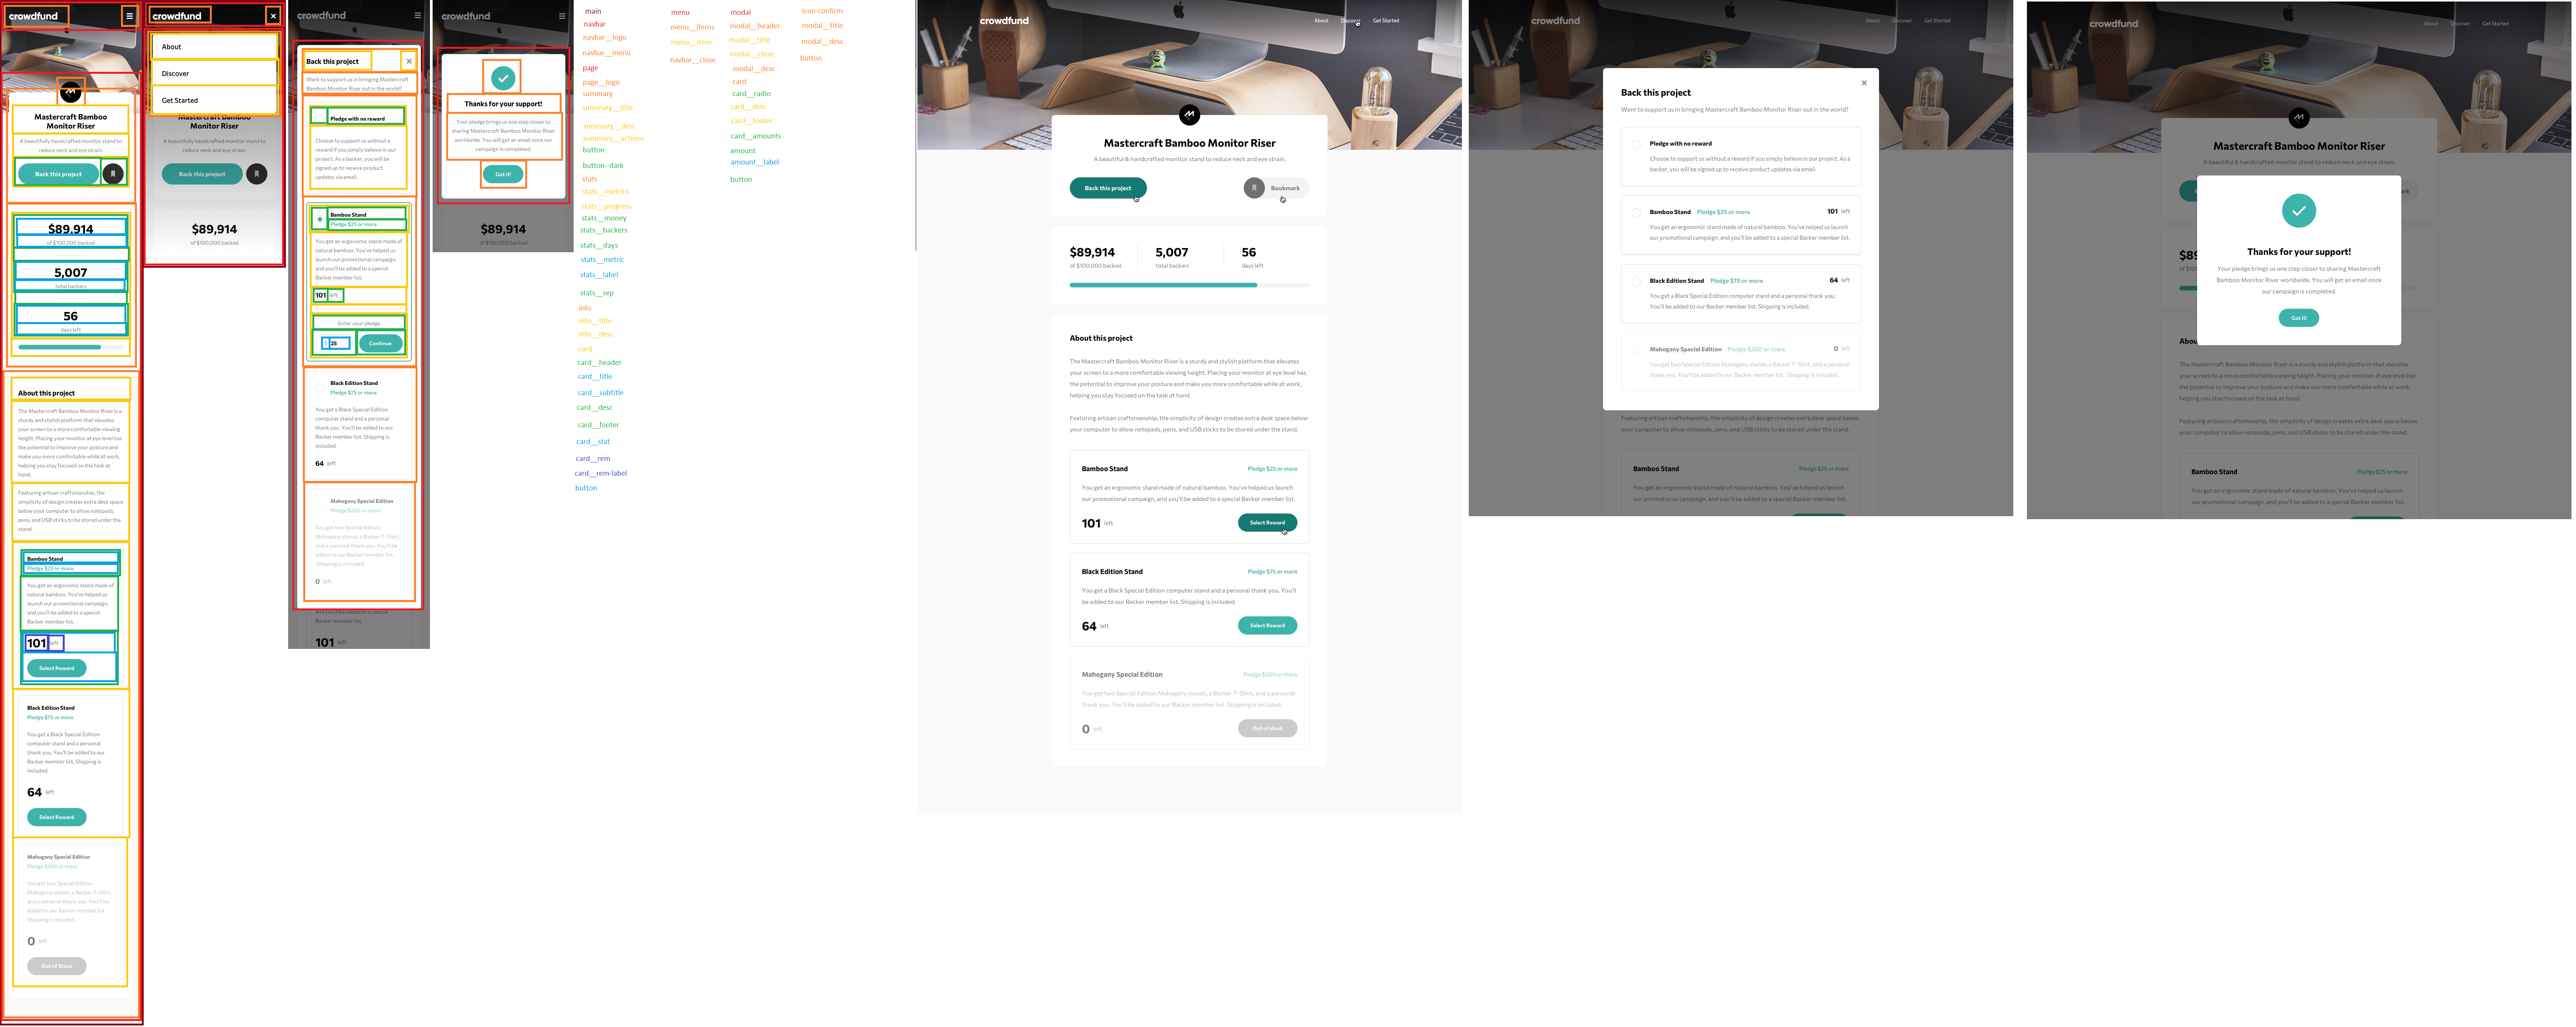 crowdfund
Mastercraft Bamboo
Monitor Riser
A beautifully handcrafted monitor stand to
reduce neck and eye strain.
Back this project
$89,914
of $100,000 backed
5,007
total backers
56
days left
About this project
The Mastercraft Bamboo Monitor Riser is a
sturdy and stylish platform that elevates
your screen to a more comfortable viewing
height. Placing your monitor at eye level has
the potential to improve your posture and
make you more comfortable while at work,
helping you stay focused on the task at
hand.
Featuring artisan craftsmanship, the
simplicity of design creates extra desk space
below your computer to allow notepads,
pens, and USB sticks to be stored under the
stand.
Bamboo Stand
Pledge $25 or more
You get an ergonomic stand made of
natural bamboo. You've helped us
launch our promotional campaign,
and you'll be added to a special
Backer member list.
101 left
Select Reward
Black Edition Stand
Pledge $75 or more
You get a Black Special Edition
computer stand and a personal
thank you. You'll be added to our
Backer member list. Shipping is
included.
64 left
Select Reward
Mahogany Special Edition
Pledge $200 or more
You get two Special Edition
Mahogany stands, a Backer T-Shirt,
and a personal thank you. You'll be
added to our Backer member list.
Shipping is included.
0 left
Out of Stock
crowdfund
About
Discover
Get Started
Mastercraft Bamboo
Monitor Riser
A beautifully handcrafted monitor stand to
reduce neck and eye strain.
Back this project
$89,914
of $100,000 backed
crowdfund
Back this project
Want to support us in bringing Mastercraft
Bamboo Monitor Riser out in the world?
Pledge with no reward
Choose to support us without a
reward if you simply believe in our
project. As a backer, you will be
signed up to receive product
updates via email.
Bamboo Stand
Pledge $25 or more
You get an ergonomic stand made of
natural bamboo. You've helped us
launch our promotional campaign,
and you'll be added to a special
Backer member list.
101 left
Enter your pledge
25
Continue
Black Edition Stand
Pledge $75 or more
You get a Black Special Edition
computer stand and a personal
thank you. You'll be added to our
Backer member list. Shipping is
included.
64 left
Mahogany Special Edition
Pledge $200 or more
You get two Special Edition
Mahogany stands, a Backer T-Shirt,
and a personal thank you. You'll be
added to our Backer member list.
Shipping is included.
0 left
and you'll be added to a special
Backer member list.
101 left
crowdfund
Thanks for your support!
Your pledge brings us one step closer to
sharing Mastercraft Bamboo Monitor Riser
worldwide. You will get an email once our
campaign is completed.
Got it!
$89,914
of $100,000 backed
main
navbar
navbar__logo
navbar__menu
page
page__logo
summary
summary__title
summary__desc
summary__actions
button
button--dark
stats
stats__metrics
stats__progress
stats__money
stats__backers
stats__days
stats__metric
stats__label
stats__sep
info
info__title
info__desc
card
card__header
card__title
card__subtitle
card__desc
card__footer
card__stat
card__rem
card__rem-label
button
menu
menu__items
menu__item
navbar__close
modal
modal__header
modal__title
modal__close
modal__desc
card
card__radio
card__desc
card__footer
card__amounts
amount
amount__label
button
icon-confirm
modal__title
modal__desc
button
crowdfund
About Discover Get Started
Mastercraft Bamboo Monitor Riser
A beautiful & handcrafted monitor stand to reduce neck and eye strain.
Back this project
Bookmark
$89,914
of $100,000 backed
5,007
total backers
56
days left
About this project
The Mastercraft Bamboo Monitor Riser is a sturdy and stylish platform that elevates
your screen to a more comfortable viewing height. Placing your monitor at eye level has
the potential to improve your posture and make you more comfortable while at work,
helping you stay focused on the task at hand.
Featuring artisan craftsmanship, the simplicity of design creates extra desk space below
your computer to allow notepads, pens, and USB sticks to be stored under the stand.
Bamboo Stand
Pledge $25 or more
You get an ergonomic stand made of natural bamboo. You've helped us launch
our promotional campaign, and you'll be added to a special Backer member list.
101 left
Select Reward
Black Edition Stand
Pledge $75 or more
You get a Black Special Edition computer stand and a personal thank you. You'll
be added to our Backer member list. Shipping is included.
64 left
Select Reward
Mahogany Special Edition
Pledge $200 or more
You get two Special Edition Mahogany stands, a Backer T-Shirt, and a personal
thank you. You'll be added to our Backer member list. Shipping is included.
0 left
Out of stock
crowdfund
About Discover Get Started
Back this project
Want to support us in bringing Mastercraft Bamboo Monitor Riser out in the world?
Pledge with no reward
Choose to support us without a reward if you simply believe in our project. As a
backer, you will be signed up to receive product updates via email.
Bamboo Stand Pledge $25 or more
101 left
You get an ergonomic stand made of natural bamboo. You've helped us launch
our promotional campaign, and you'll be added to a special Backer member list.
Black Edition Stand Pledge $75 or more
64 left
You get a Black Special Edition computer stand and a personal thank you.
You'll be added to our Backer member list. Shipping is included.
Mahogany Special Edition Pledge $200 or more
0 left
You get two Special Edition Mahogany stands, a Backer T-Shirt, and a personal
thank you. You'll be added to our Backer member list. Shipping is included.
Featuring artisan craftsmanship, the simplicity of design creates extra desk space below
your computer to allow notepads, pens, and USB sticks to be stored under the stand.
Bamboo Stand
Pledge $25 or more
You get an ergonomic stand made of natural bamboo. You've helped us launch
our promotional campaign, and you'll be added to a special Backer member list.
crowdfund
About Discover Get Started
Mastercraft Bamboo Monitor Riser
A beautiful & handcrafted monitor stand to reduce neck and eye strain.
Thanks for your support!
Your pledge brings us one step closer to sharing Mastercraft
Bamboo Monitor Riser worldwide. You will get an email once
our campaign is completed.
Got it!
The Mastercraft Bamboo Monitor Riser is a sturdy and stylish platform that elevates
your screen to a more comfortable viewing height. Placing your monitor at eye level has
the potential to improve your posture and make you more comfortable while at work,
helping you stay focused on the task at hand.
Featuring artisan craftsmanship, the simplicity of design creates extra desk space below
your computer to allow notepads, pens, and USB sticks to be stored under the stand.
Bamboo Stand
Pledge $25 or more
You get an ergonomic stand made of natural bamboo. You've helped us launch
our promotional campaign, and you'll be added to a special Backer member list.